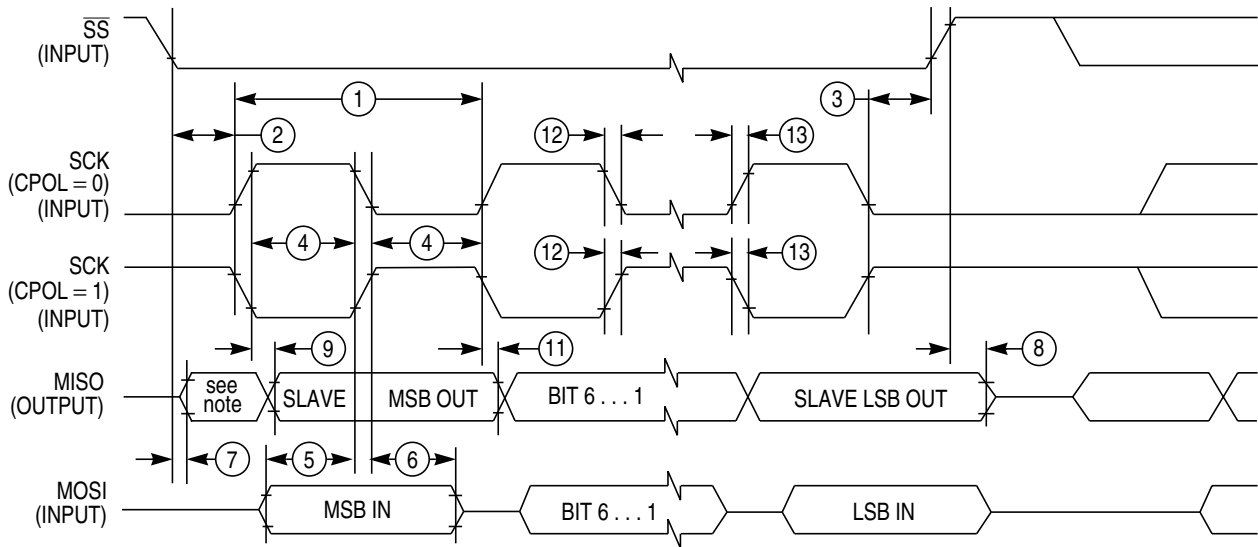 SS
(INPUT)
1
3
2
12
13
SCK
(CPOL = 0)
(INPUT)
4
4
SCK
(CPOL = 1)
(INPUT)
12
13
9
11
8
MISO
(OUTPUT)
see
note
SLAVE
MSB OUT
BIT 6 . . . 1
SLAVE LSB OUT
7
5
6
MOSI
(INPUT)
MSB IN
BIT 6 . . . 1
LSB IN